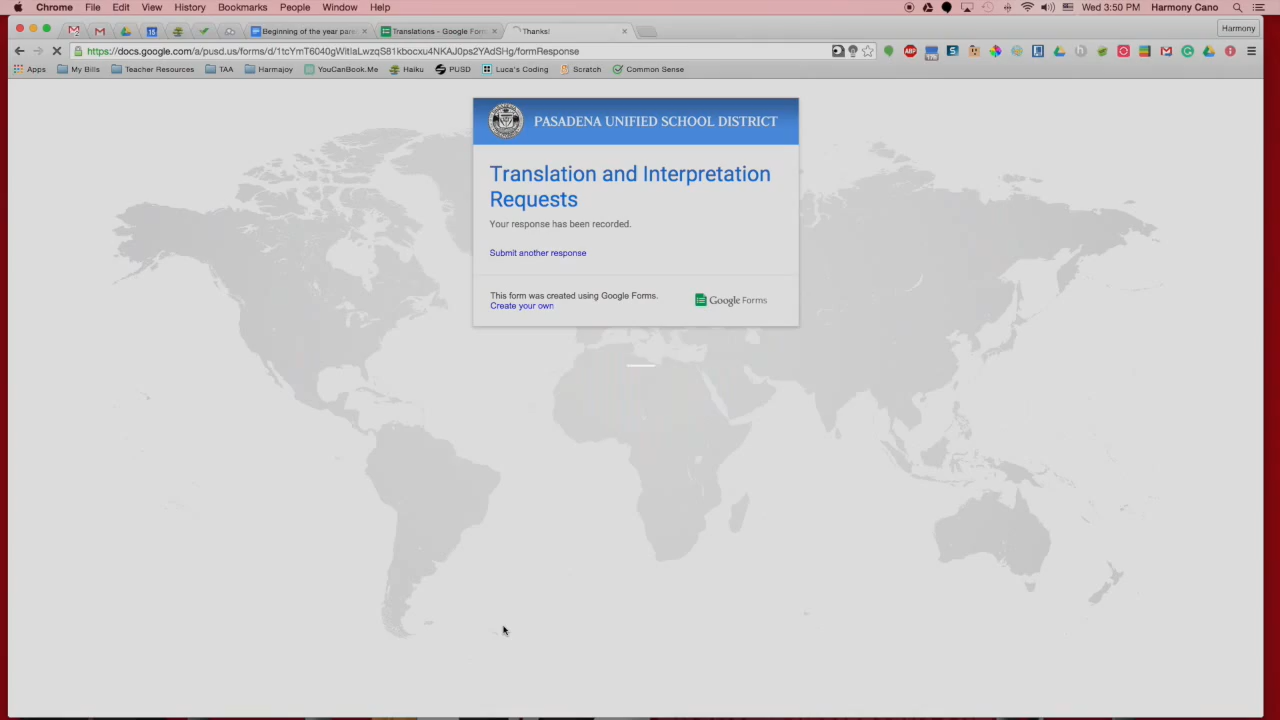 Chrome File Edit View History Bookmarks People Window Help Wed 3:50 PM Harmony Cano
Beginning of the year pare
Translations - Google Form
Thanks!
Harmony
https://docs.google.com/a/pusd.us/forms/d/1tcYmT6040gWitIaLwzqS81kbocxu4NKAJ0ps2YAdSHg/formResponse
Apps My Bills Teacher Resources TAA Harmajoy YouCanBook.Me Haiku PUSD Luca's Coding Scratch Common Sense
PASADENA UNIFIED SCHOOL DISTRICT
Translation and Interpretation
Requests
Your response has been recorded.
Submit another response
This form was created using Google Forms.
Create your own
Google Forms